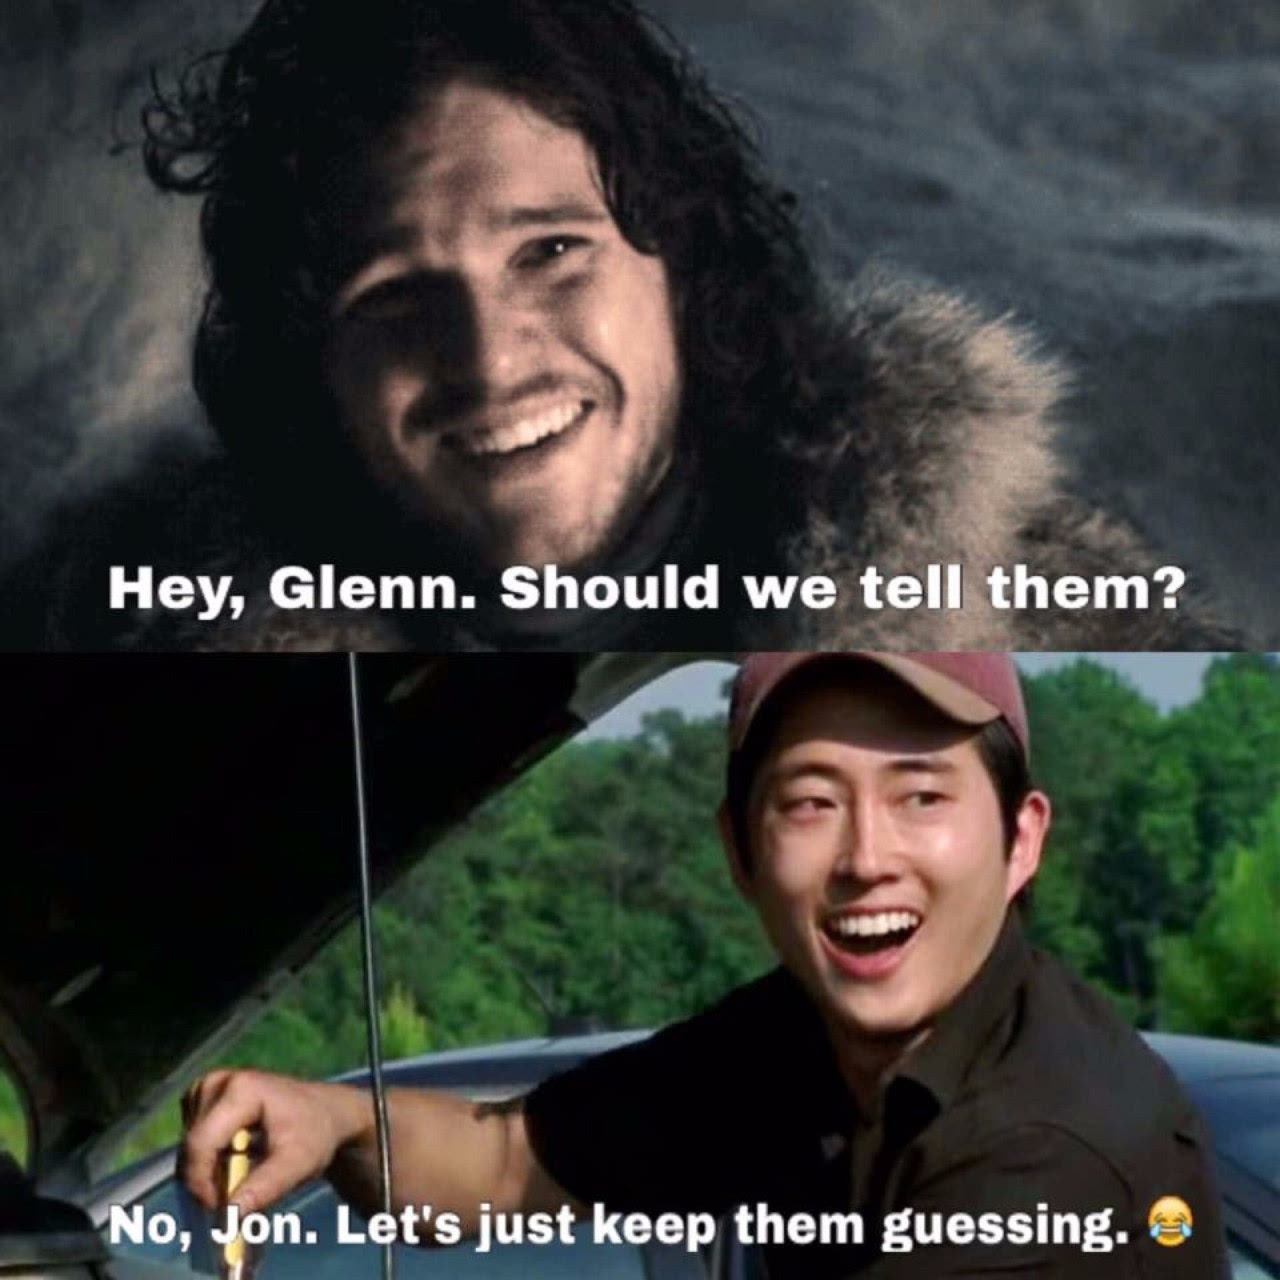 Hey, Glenn. Should we tell them?
No, Jon. Let's just keep them guessing. 😂